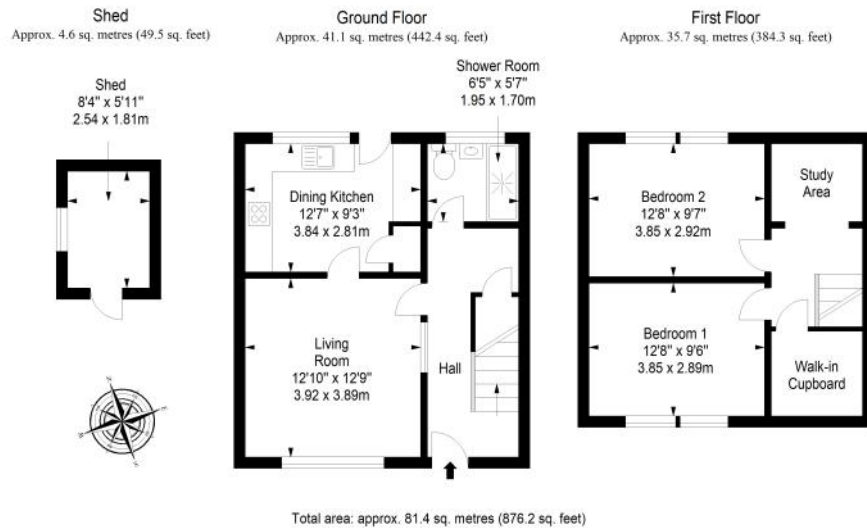 Shed
Approx. 4.6 sq. metres (49.5 sq. feet)
Ground Floor
Approx. 41.1 sq. metres (442.4 sq. feet)
First Floor
Approx. 35.7 sq. metres (384.3 sq. feet)
Shed
8'4" x 5'11"
2.54 x 1.81m
Shower Room
6'5" x 5'7"
1.95 x 1.70m
Dining Kitchen
12'7" x 9'3"
3.84 x 2.81m
Living
Room
12'10" x 12'9"
3.92 x 3.89m
Hall
Bedroom 2
12'8" x 9'7"
3.85 x 2.92m
Study
Area
Bedroom 1
12'8" x 9'6"
3.85 x 2.89m
Walk-in
Cupboard
Total area: approx. 81.4 sq. metres (876.2 sq. feet)